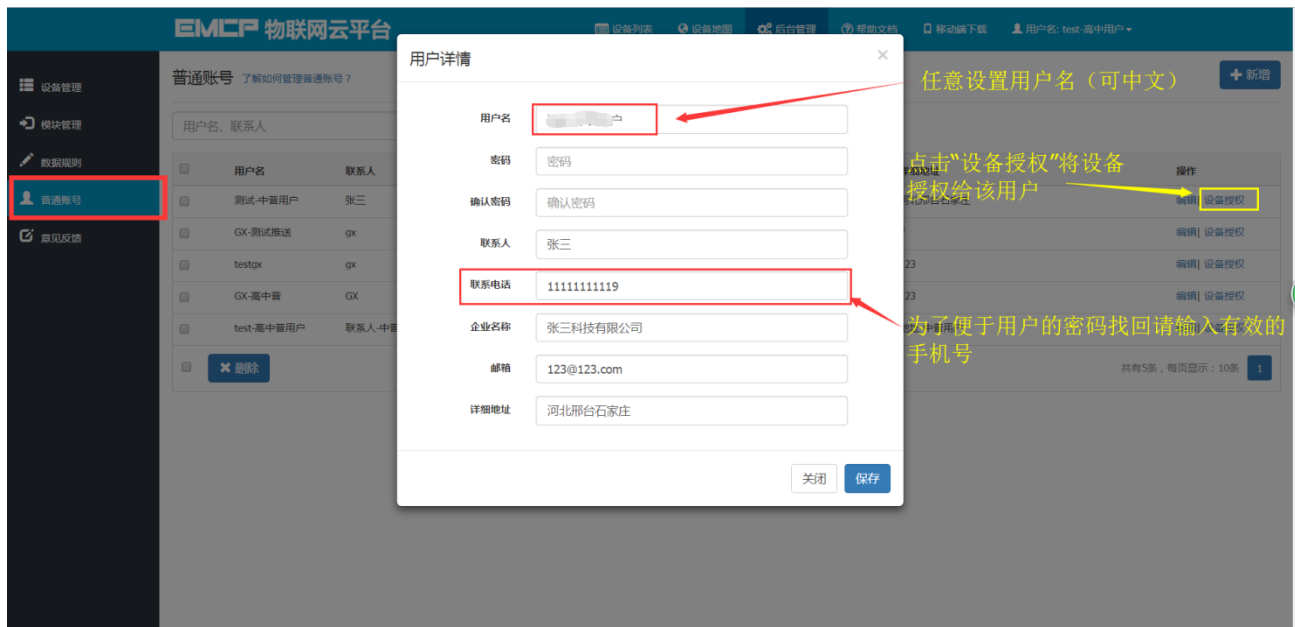 EMCP 物联网云平台
设备列表 设备地图 后台管理 帮助文档 移动端下载 用户名: test-高中用户
设备管理
模块管理
数据规则
普通账号
意见反馈
普通账号 了解如何管理普通账号？
新增
用户名、联系人
用户名 联系人 操作
测试-中普用户 张三 编辑| 设备授权
GX-测试推送 gx 编辑| 设备授权
testgx gx 23 编辑| 设备授权
GX-高中普 GX 23 编辑| 设备授权
test-高中普用户 联系人-中普
删除
共有5条，每页显示：10条 1
用户详情
用户名 户
密码 密码
确认密码 确认密码
联系人 张三
联系电话 11111111119
企业名称 张三科技有限公司
邮箱 123@123.com
详细地址 河北邢台石家庄
关闭 保存
任意设置用户名（可中文）
点击“设备授权”将设备
授权给该用户
为了便于用户的密码找回请输入有效的
手机号